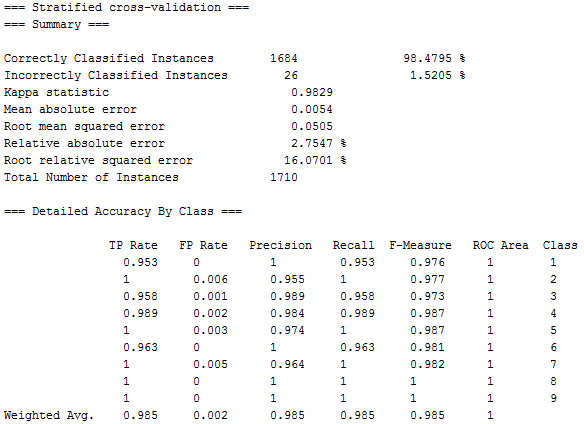 === Stratified cross-validation ===
=== Summary ===
Correctly Classified Instances 1684 98.4795 %
Incorrectly Classified Instances 26 1.5205 %
Kappa statistic 0.9829
Mean absolute error 0.0054
Root mean squared error 0.0505
Relative absolute error 2.7547 %
Root relative squared error 16.0701 %
Total Number of Instances 1710
=== Detailed Accuracy By Class ===
TP Rate FP Rate Precision Recall F-Measure ROC Area Class
0.953 0 1 0.953 0.976 1 1
1 0.006 0.955 1 0.977 1 2
0.958 0.001 0.989 0.958 0.973 1 3
0.989 0.002 0.984 0.989 0.987 1 4
1 0.003 0.974 1 0.987 1 5
0.963 0 1 0.963 0.981 1 6
1 0.005 0.964 1 0.982 1 7
1 0 1 1 1 1 8
1 0 1 1 1 1 9
Weighted Avg. 0.985 0.002 0.985 0.985 0.985 1